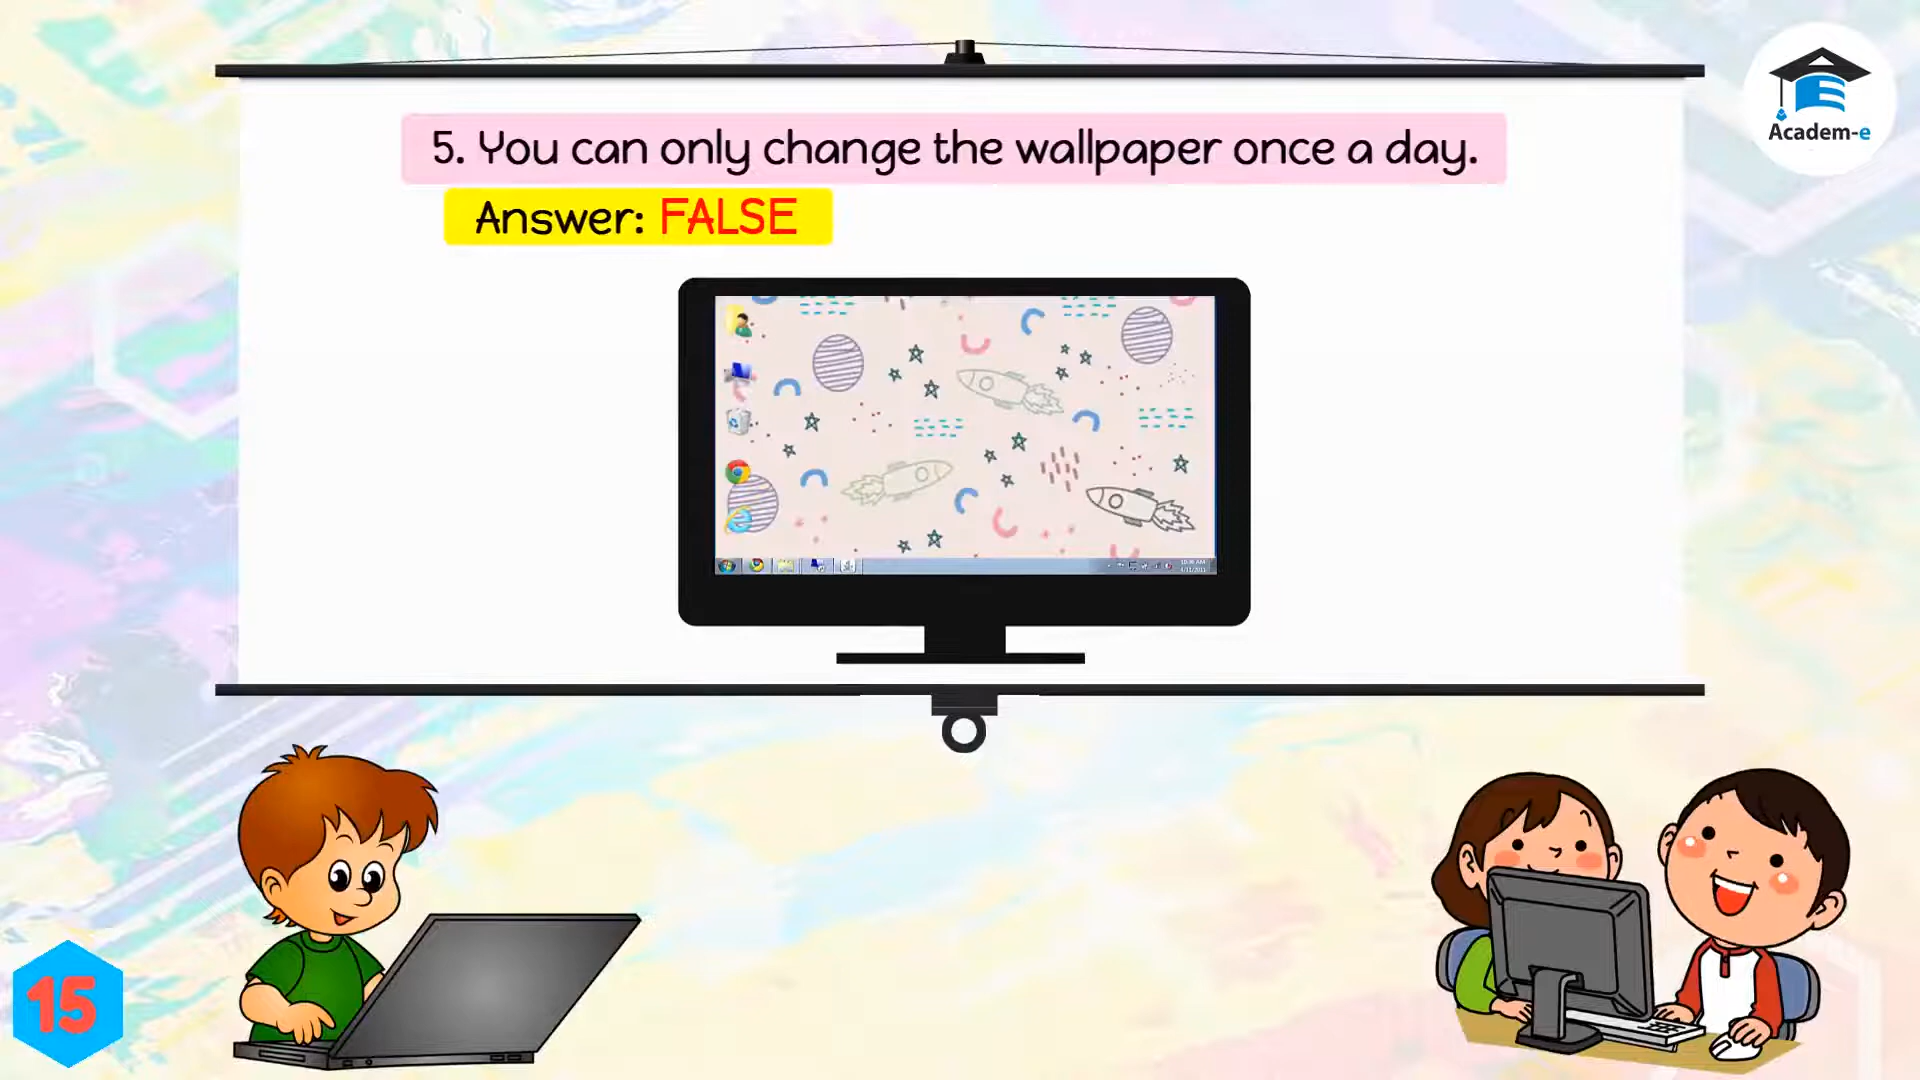 5. You can only change the wallpaper once a day.
Answer: FALSE
Academ-e
15